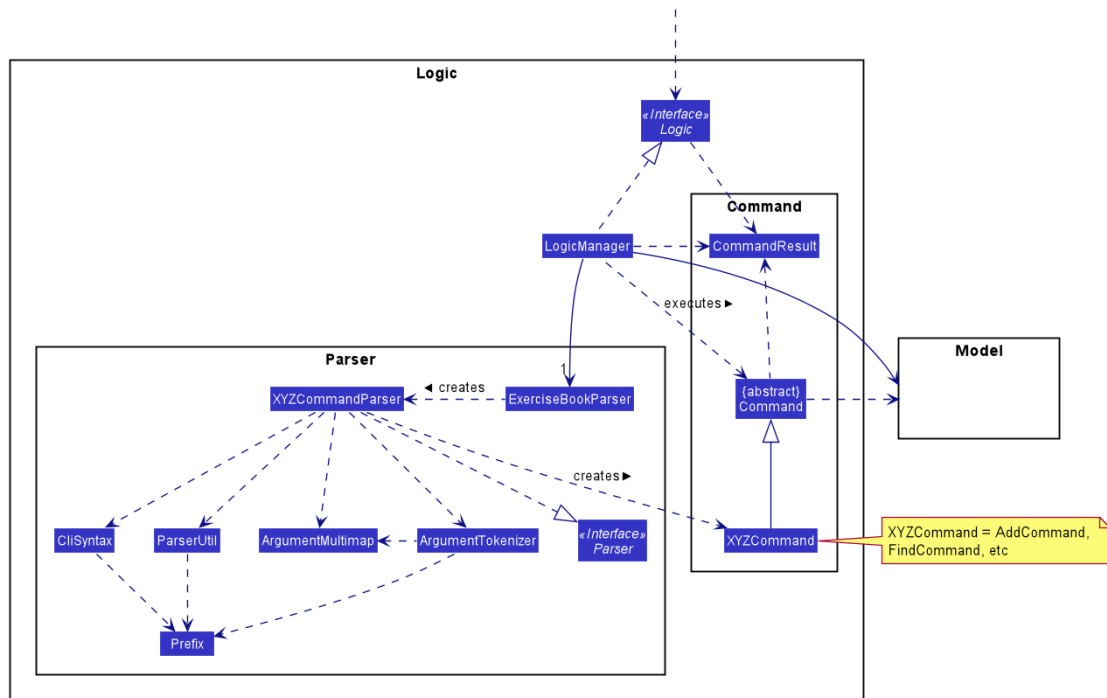 Logic
«Interface»
Logic
Command
LogicManager
CommandResult
executes ►
Model
Parser
1
◄ creates
XYZCommandParser
ExerciseBookParser
{abstract}
Command
creates ►
CliSyntax
ParserUtil
ArgumentMultimap
ArgumentTokenizer
«Interface»
Parser
XYZCommand
XYZCommand = AddCommand,
FindCommand, etc
Prefix